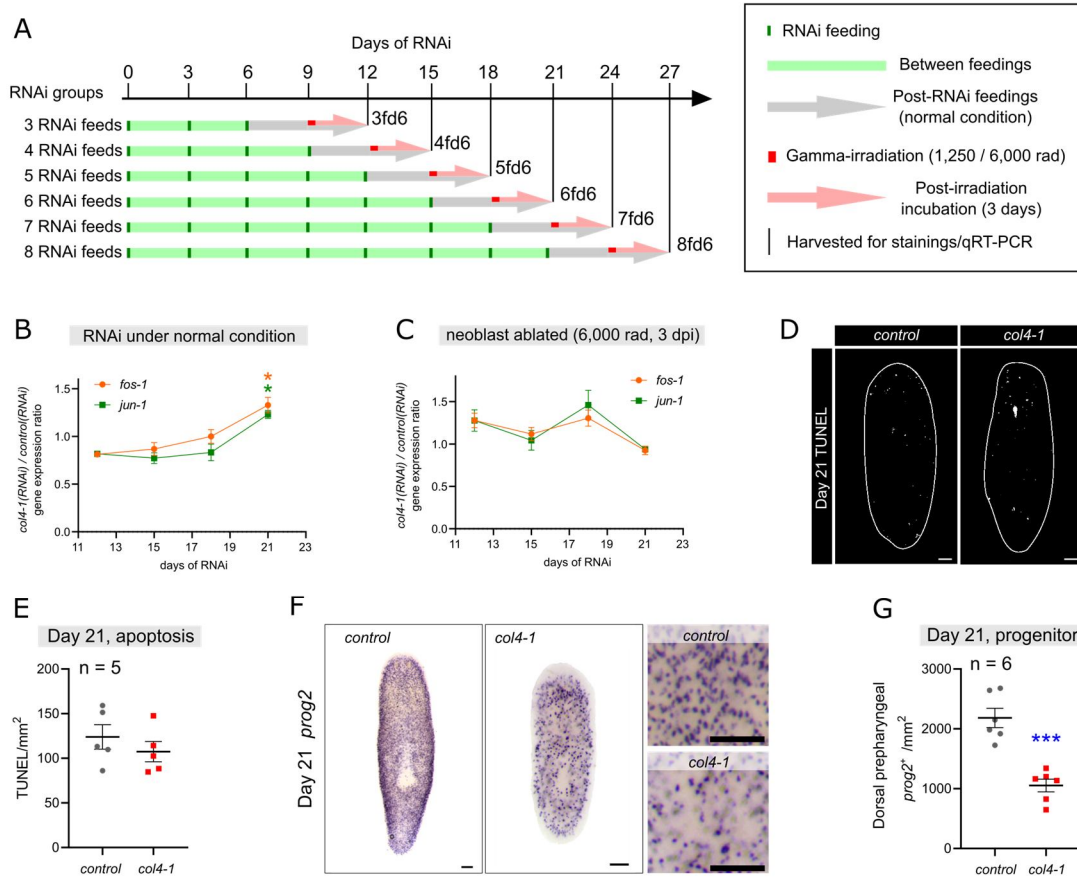 A
Days of RNAi
0 3 6 9 12 15 18 21 24 27
RNAi groups
3 RNAi feeds
3fd6
4 RNAi feeds
4fd6
5 RNAi feeds
5fd6
6 RNAi feeds
6fd6
7 RNAi feeds
7fd6
8 RNAi feeds
8fd6
RNAi feeding
Between feedings
Post-RNAi feedings
(normal condition)
Gamma-irradiation (1,250 / 6,000 rad)
Post-irradiation
incubation (3 days)
Harvested for stainings/qRT-PCR
B
RNAi under normal condition
col4-1(RNAi) / control(RNAi)
gene expression ratio
1.5
1.0
0.5
0.0
fos-1
jun-1
*
*
11 13 15 17 19 21 23
days of RNAi
C
neoblast ablated (6,000 rad, 3 dpi)
col4-1(RNAi) / control(RNAi)
gene expression ratio
1.5
1.0
0.5
0.0
fos-1
jun-1
11 13 15 17 19 21 23
days of RNAi
D
control col4-1
Day 21 TUNEL
E
Day 21, apoptosis
n = 5
TUNEL/mm²
200
150
100
50
0
control col4-1
F
Day 21 prog2
control
col4-1
control
col4-1
G
Day 21, progenitor
n = 6
Dorsal prepharyngeal
prog2⁺ /mm²
3000
2000
1000
0
***
control col4-1